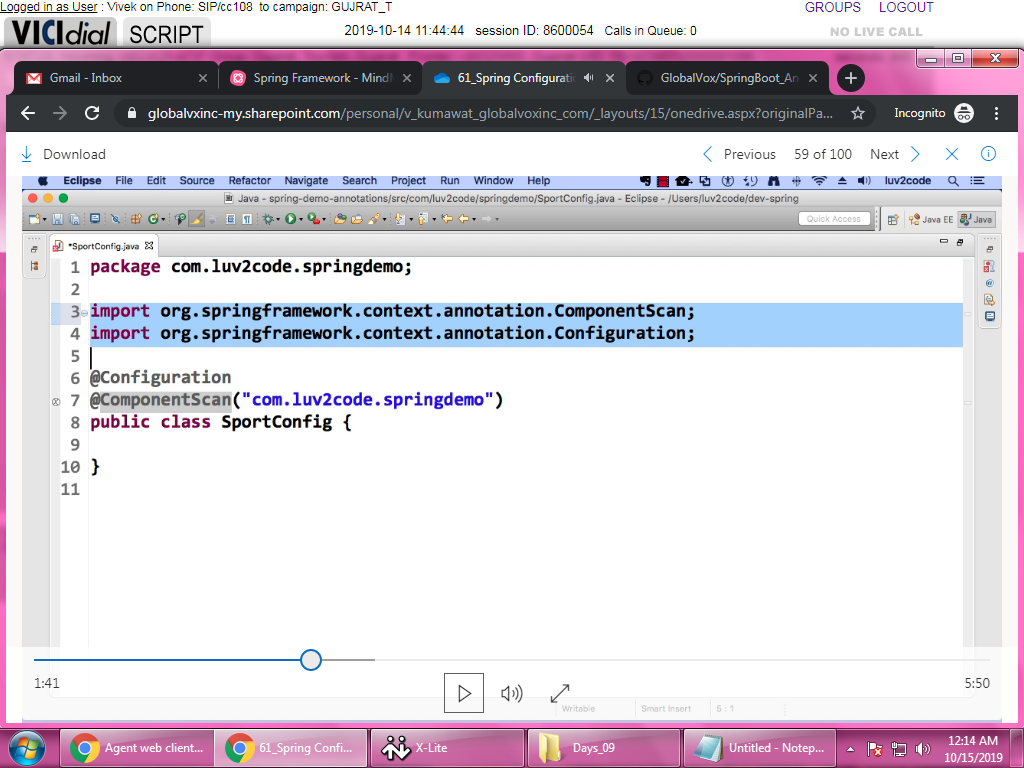 Logged in as User : Vivek on Phone: SIP/cc108 to campaign: GUJRAT_T
GROUPS LOGOUT
VICIdial SCRIPT
2019-10-14 11:44:44 session ID: 8600054 Calls in Queue: 0
NO LIVE CALL
Gmail - Inbox
Spring Framework - Mind
61_Spring Configurati
GlobalVox/SpringBoot_An
globalvxinc-my.sharepoint.com/personal/v_kumawat_globalvoxinc_com/_layouts/15/onedrive.aspx?originalPa...
Incognito
Download
Previous 59 of 100 Next
Eclipse File Edit Source Refactor Navigate Search Project Run Window Help
luv2code
Java - spring-demo-annotations/src/com/luv2code/springdemo/SportConfig.java - Eclipse - /Users/luv2code/dev-spring
Quick Access
Java EE
Java
*SportConfig.java
1 package com.luv2code.springdemo;
2
3 import org.springframework.context.annotation.ComponentScan;
4 import org.springframework.context.annotation.Configuration;
5
6 @Configuration
7 @ComponentScan("com.luv2code.springdemo")
8 public class SportConfig {
9
10 }
11
1:41
5:50
Writable
Smart Insert
5 : 1
Agent web client...
61_Spring Confi...
X-Lite
Days_09
Untitled - Notep...
12:14 AM
10/15/2019